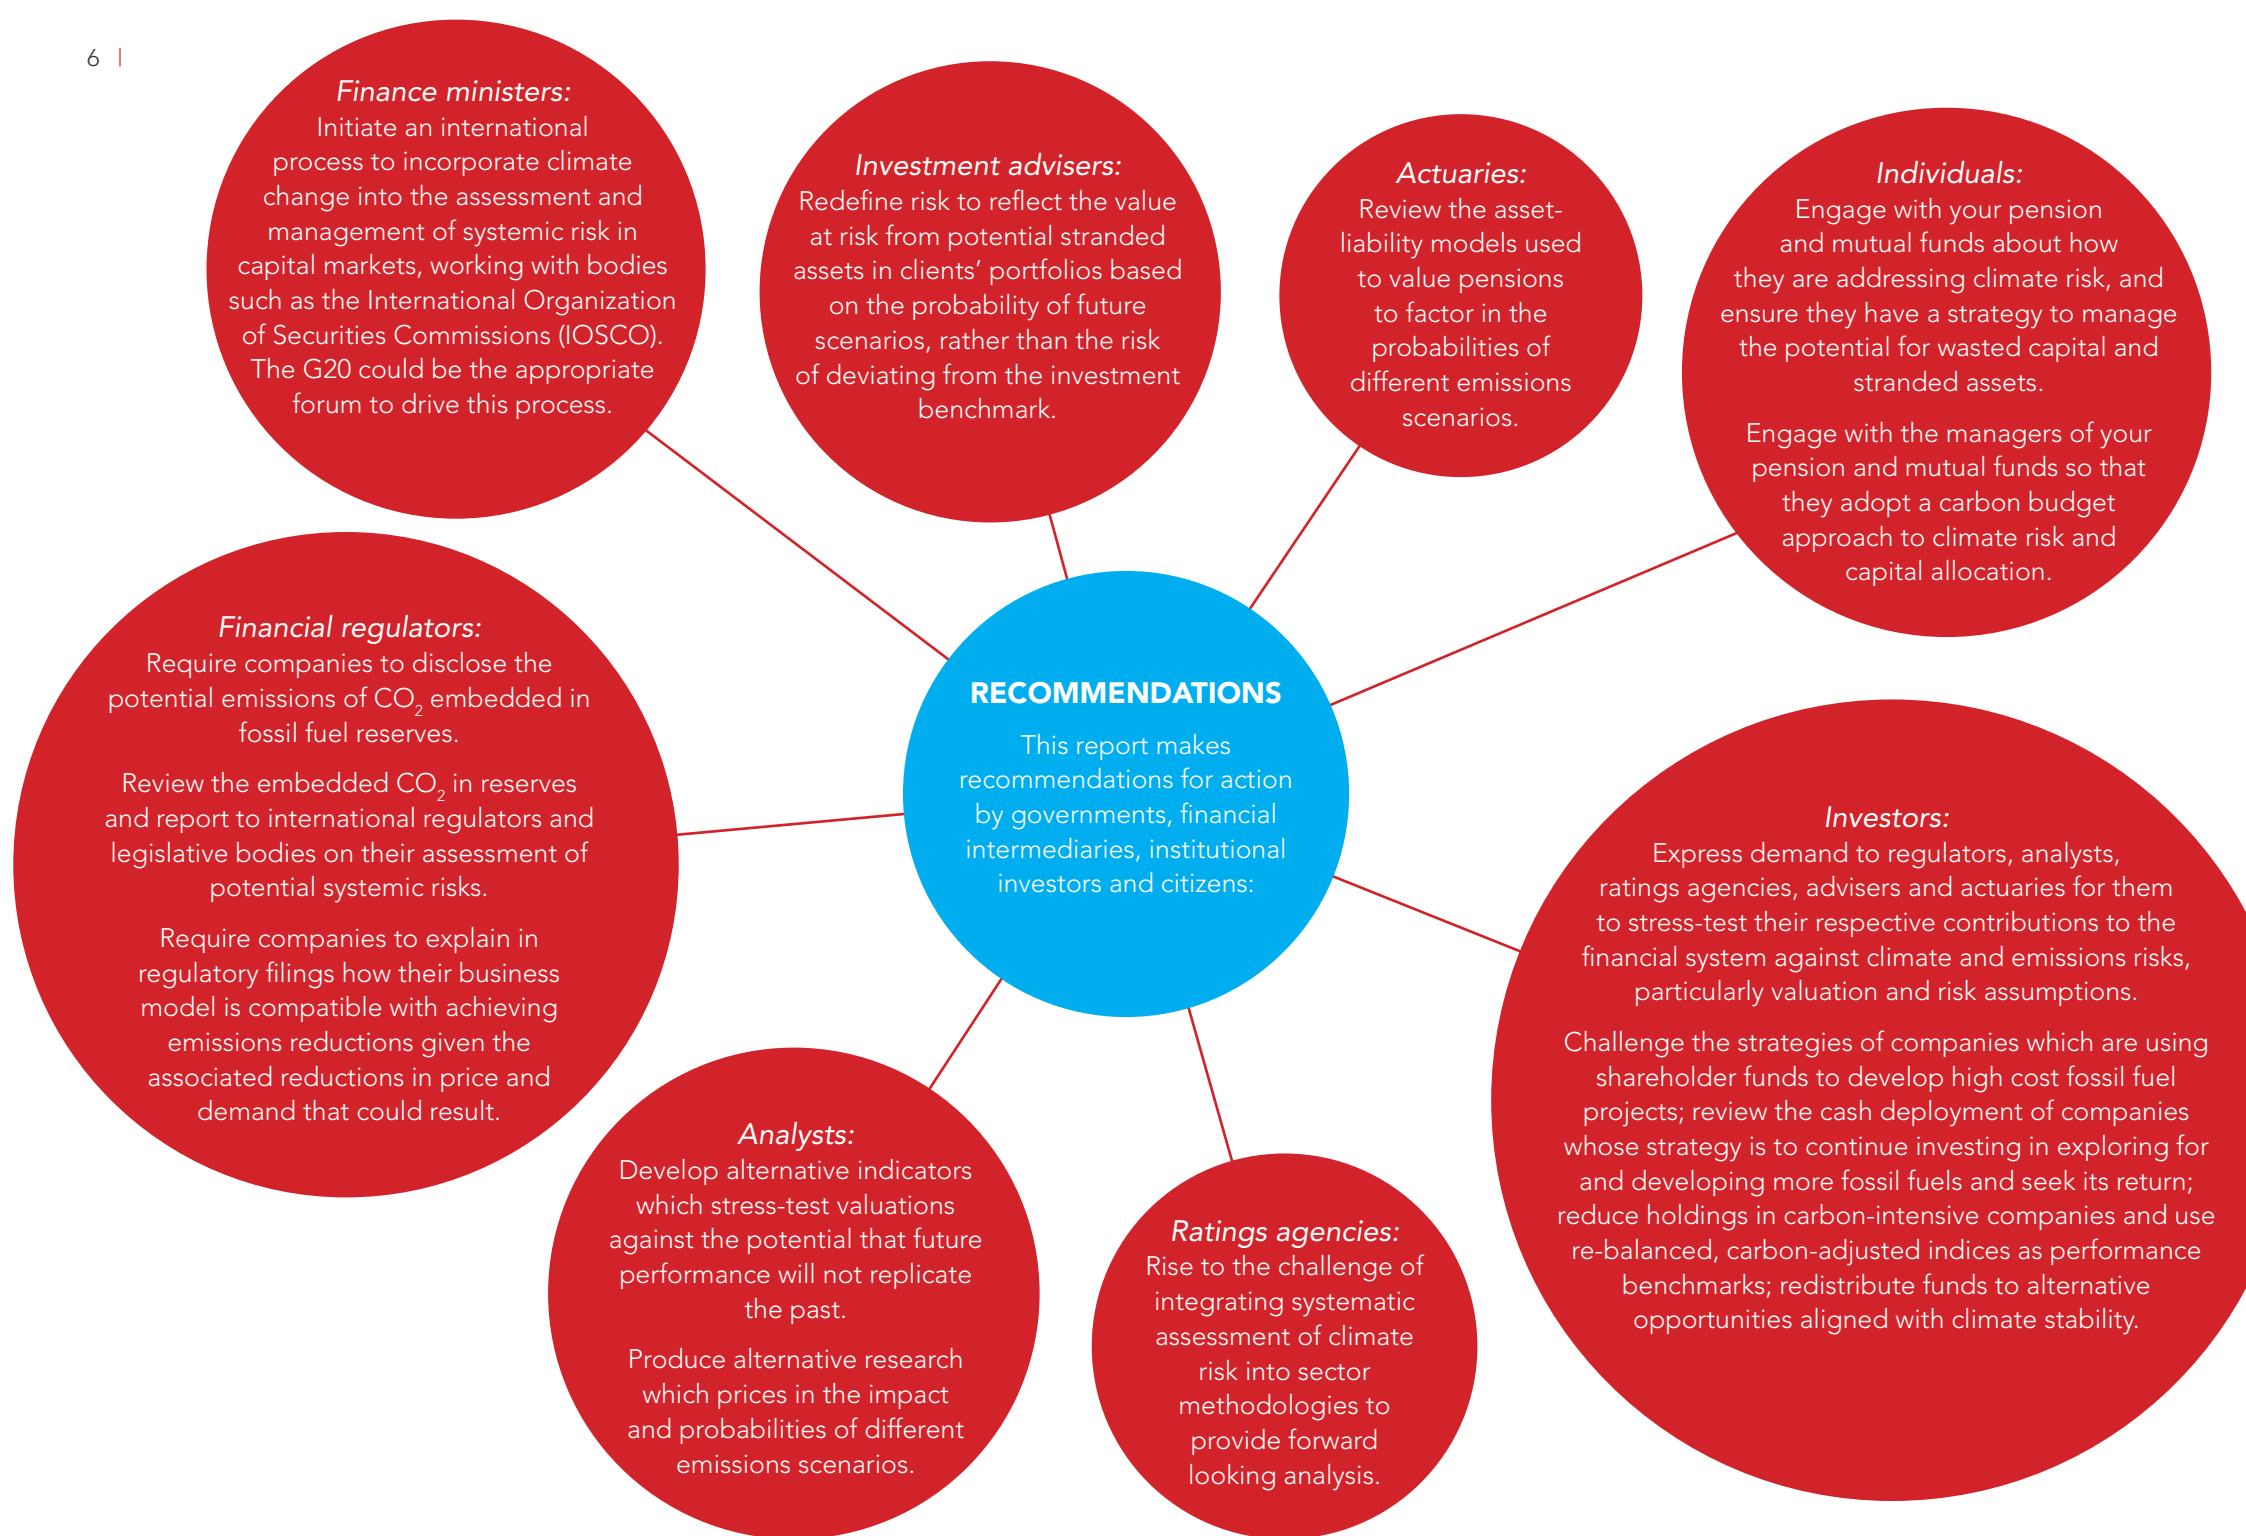 6 |
Finance ministers:
Initiate an international
process to incorporate climate
change into the assessment and
management of systemic risk in
capital markets, working with bodies
such as the International Organization
of Securities Commissions (IOSCO).
The G20 could be the appropriate
forum to drive this process.
Investment advisers:
Redefine risk to reflect the value
at risk from potential stranded
assets in clients’ portfolios based
on the probability of future
scenarios, rather than the risk
of deviating from the investment
benchmark.
Actuaries:
Review the asset-
liability models used
to value pensions
to factor in the
probabilities of
different emissions
scenarios.
Individuals:
Engage with your pension
and mutual funds about how
they are addressing climate risk, and
ensure they have a strategy to manage
the potential for wasted capital and
stranded assets.
Engage with the managers of your
pension and mutual funds so that
they adopt a carbon budget
approach to climate risk and
capital allocation.
Financial regulators:
Require companies to disclose the
potential emissions of CO₂ embedded in
fossil fuel reserves.
Review the embedded CO₂ in reserves
and report to international regulators and
legislative bodies on their assessment of
potential systemic risks.
Require companies to explain in
regulatory filings how their business
model is compatible with achieving
emissions reductions given the
associated reductions in price and
demand that could result.
RECOMMENDATIONS
This report makes
recommendations for action
by governments, financial
intermediaries, institutional
investors and citizens:
Investors:
Express demand to regulators, analysts,
ratings agencies, advisers and actuaries for them
to stress-test their respective contributions to the
financial system against climate and emissions risks,
particularly valuation and risk assumptions.
Challenge the strategies of companies which are using
shareholder funds to develop high cost fossil fuel
projects; review the cash deployment of companies
whose strategy is to continue investing in exploring for
and developing more fossil fuels and seek its return;
reduce holdings in carbon-intensive companies and use
re-balanced, carbon-adjusted indices as performance
benchmarks; redistribute funds to alternative
opportunities aligned with climate stability.
Analysts:
Develop alternative indicators
which stress-test valuations
against the potential that future
performance will not replicate
the past.
Produce alternative research
which prices in the impact
and probabilities of different
emissions scenarios.
Ratings agencies:
Rise to the challenge of
integrating systematic
assessment of climate
risk into sector
methodologies to
provide forward
looking analysis.